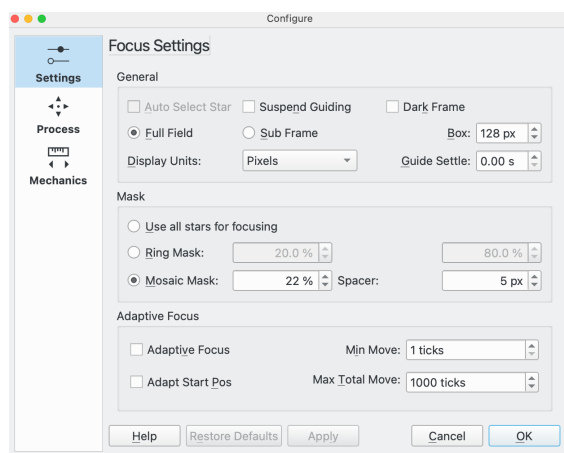 Configure
Settings
Process
Mechanics
Focus Settings
General
Auto Select Star Suspend Guiding Dark Frame
Full Field Sub Frame Box: 128 px
Display Units: Pixels Guide Settle: 0.00 s
Mask
Use all stars for focusing
Ring Mask: 20.0 % 80.0 %
Mosaic Mask: 22 % Spacer: 5 px
Adaptive Focus
Adaptive Focus Min Move: 1 ticks
Adapt Start Pos Max Total Move: 1000 ticks
Help Restore Defaults Apply Cancel OK